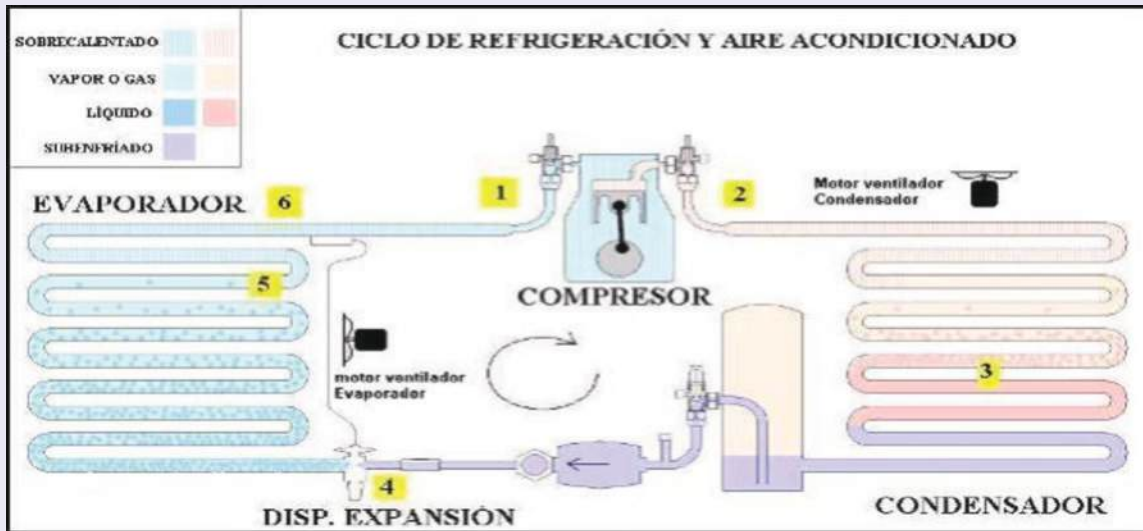 CICLO DE REFRIGERACIÓN Y AIRE ACONDICIONADO
SOBRECALENTADO
VAPOR O GAS
LÍQUIDO
SUBENFRÍADO
EVAPORADOR
6
1
2
Motor ventilador
Condensador
5
COMPRESOR
motor ventilador
Evaporador
3
4
DISP. EXPANSIÓN
CONDENSADOR